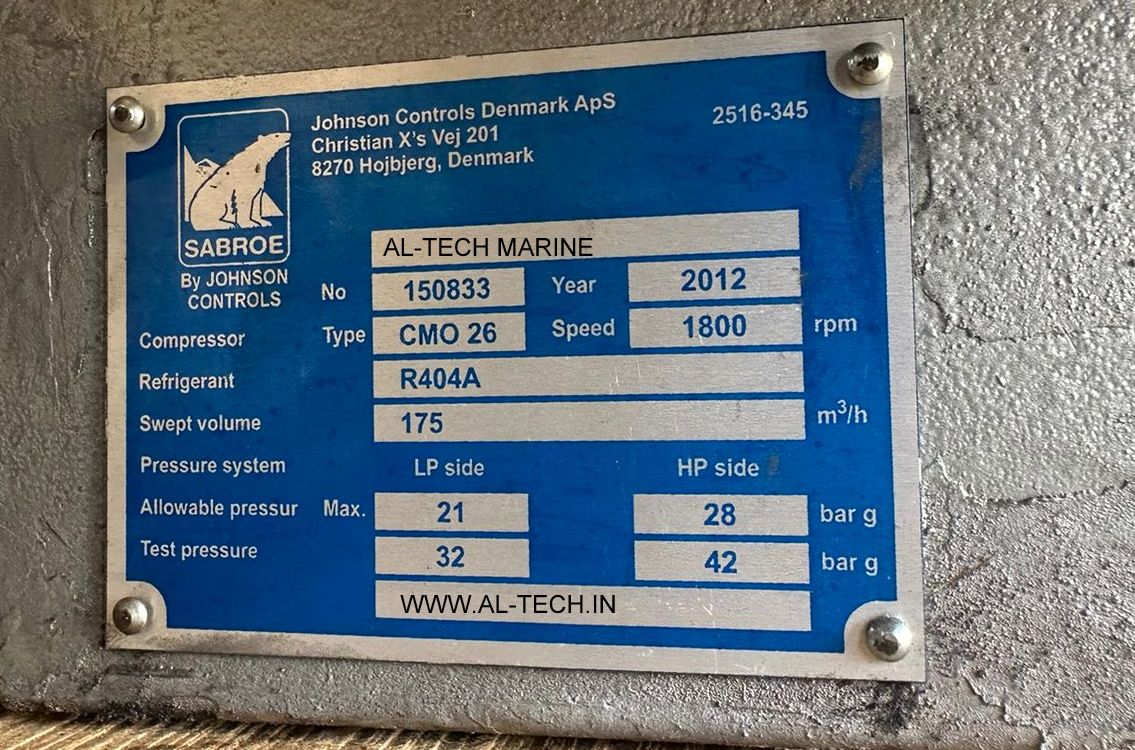 Johnson Controls Denmark ApS
Christian X's Vej 201
8270 Hojbjerg, Denmark
2516-345
SABROE
By JOHNSON
CONTROLS
AL-TECH MARINE
No 150833 Year 2012
Compressor Type CMO 26 Speed 1800 rpm
Refrigerant R404A
Swept volume 175 m³/h
Pressure system LP side HP side
Allowable pressur Max. 21 28 bar g
Test pressure 32 42 bar g
WWW.AL-TECH.IN